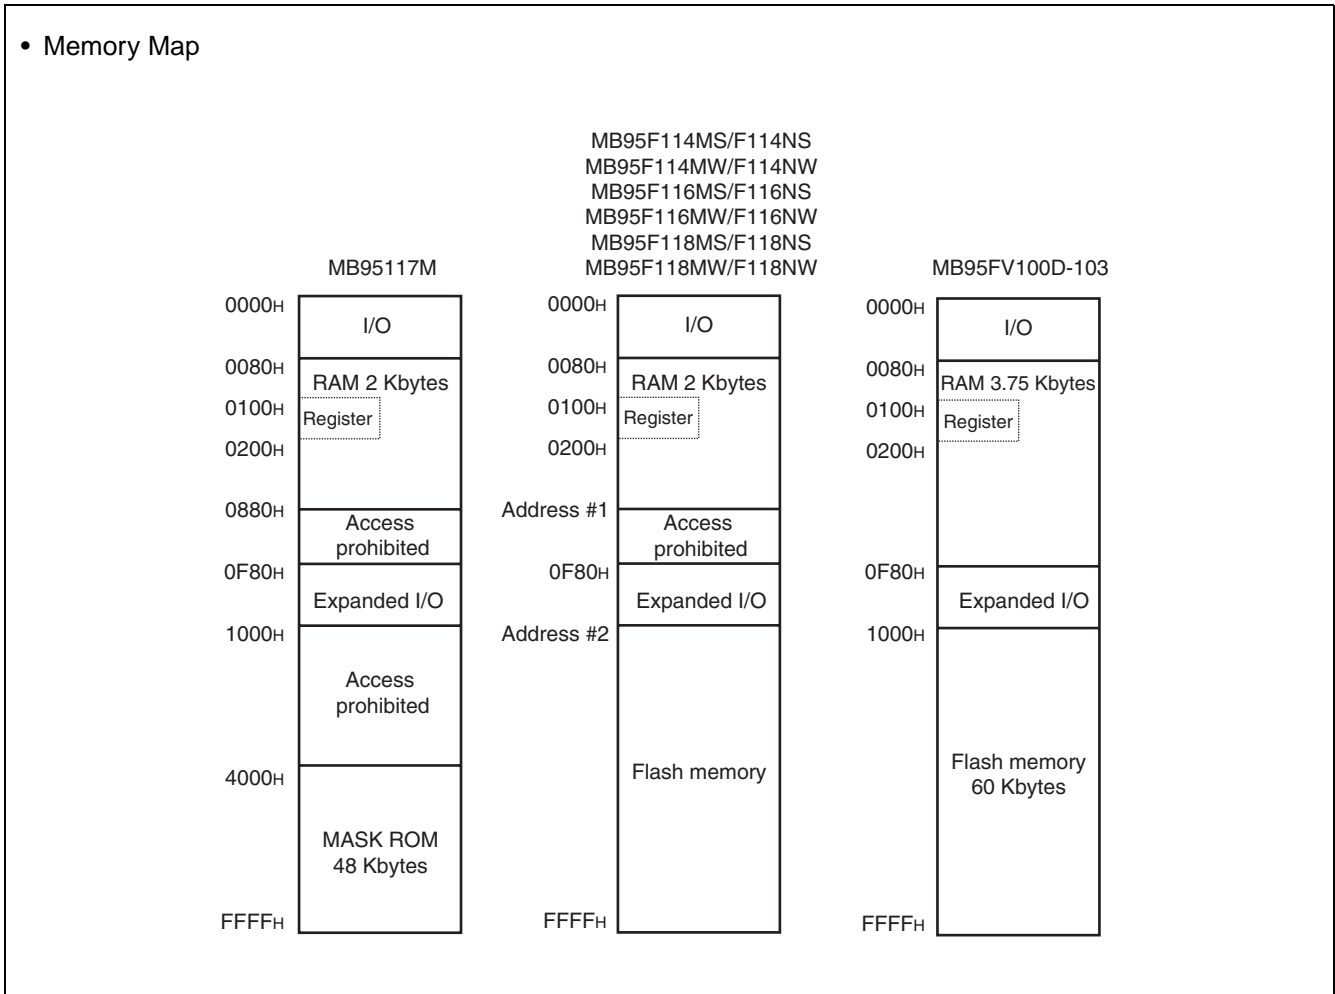 • Memory Map
MB95117M
0000H
I/O
0080H
RAM 2 Kbytes
0100H
Register
0200H
0880H
Access
prohibited
0F80H
Expanded I/O
1000H
Access
prohibited
4000H
MASK ROM
48 Kbytes
FFFFH
MB95F114MS/F114NS
MB95F114MW/F114NW
MB95F116MS/F116NS
MB95F116MW/F116NW
MB95F118MS/F118NS
MB95F118MW/F118NW
0000H
I/O
0080H
RAM 2 Kbytes
0100H
Register
0200H
Address #1
Access
prohibited
0F80H
Expanded I/O
Address #2
Flash memory
FFFFH
MB95FV100D-103
0000H
I/O
0080H
RAM 3.75 Kbytes
0100H
Register
0200H
0F80H
Expanded I/O
1000H
Flash memory
60 Kbytes
FFFFH